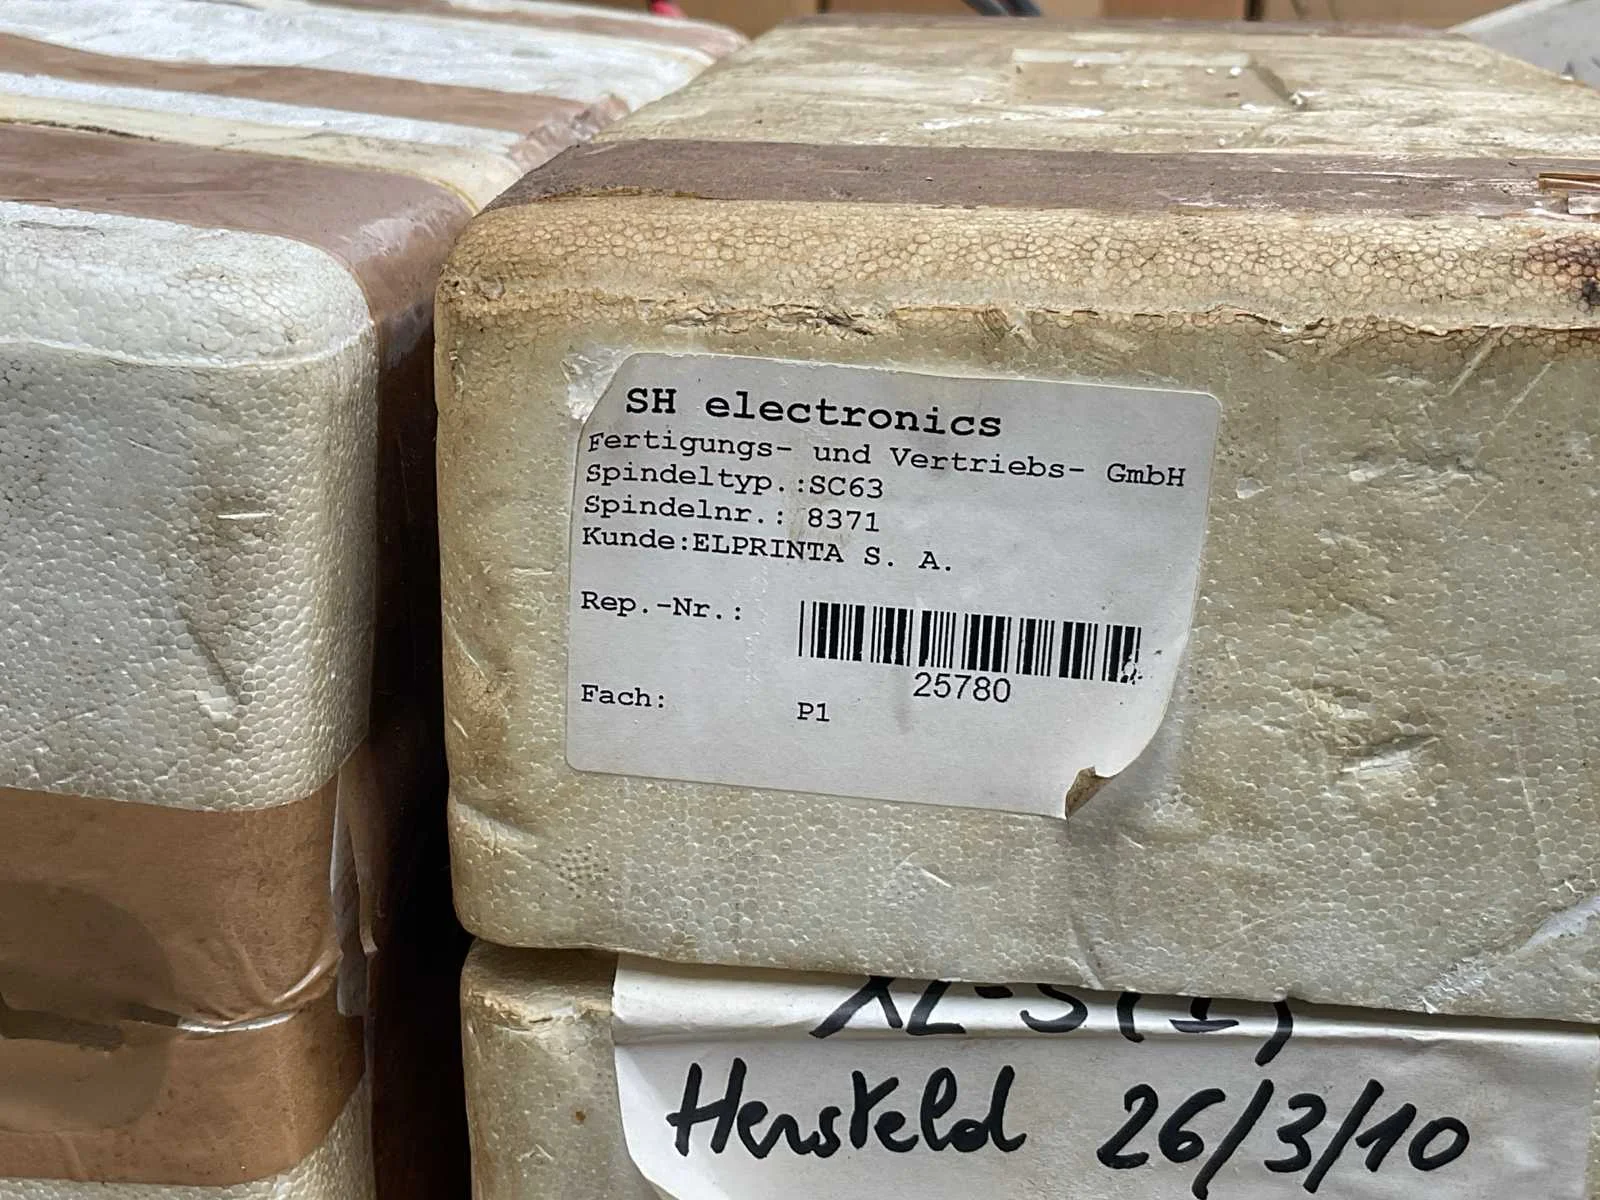 SH electronics
Fertigungs- und Vertriebs- GmbH
Spindeltyp.:SC63
Spindelnr.: 8371
Kunde:ELPRINTA S. A.
Rep.-Nr.:
25780
Fach: P1
XL-S(I)
Hersteld 26/3/10